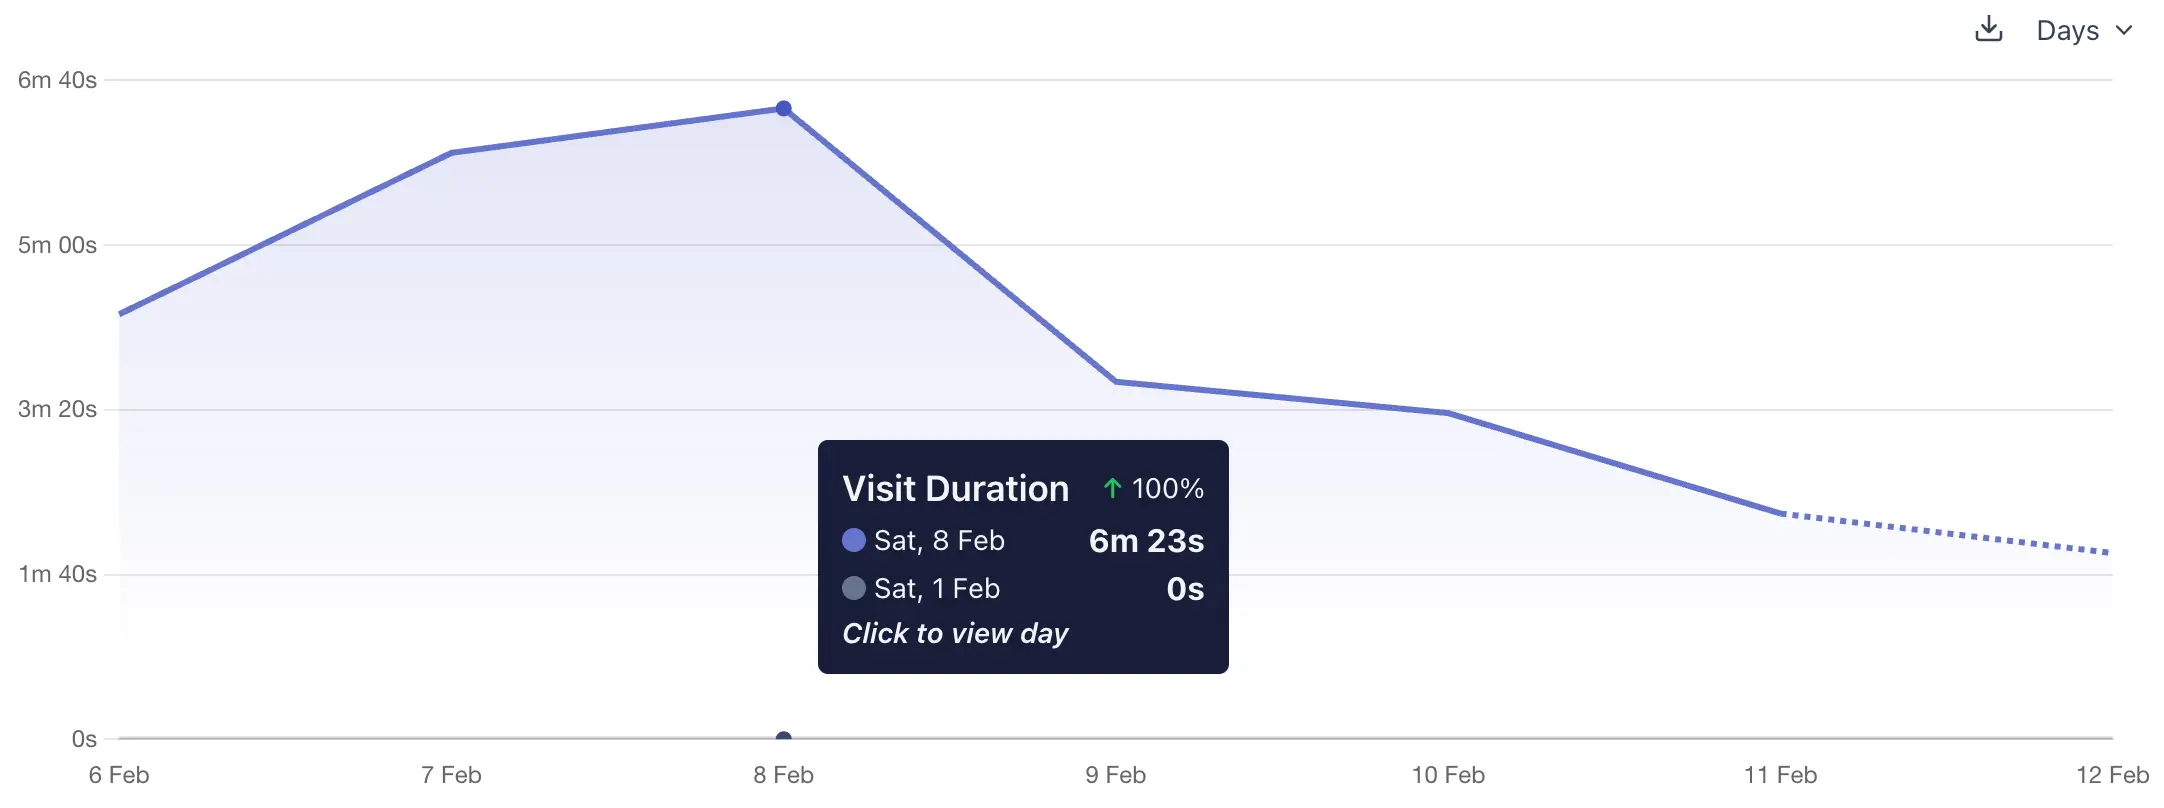 Days
6m 40s
5m 00s
3m 20s
1m 40s
0s
Visit Duration ↑ 100%
Sat, 8 Feb 6m 23s
Sat, 1 Feb 0s
Click to view day
6 Feb 7 Feb 8 Feb 9 Feb 10 Feb 11 Feb 12 Feb